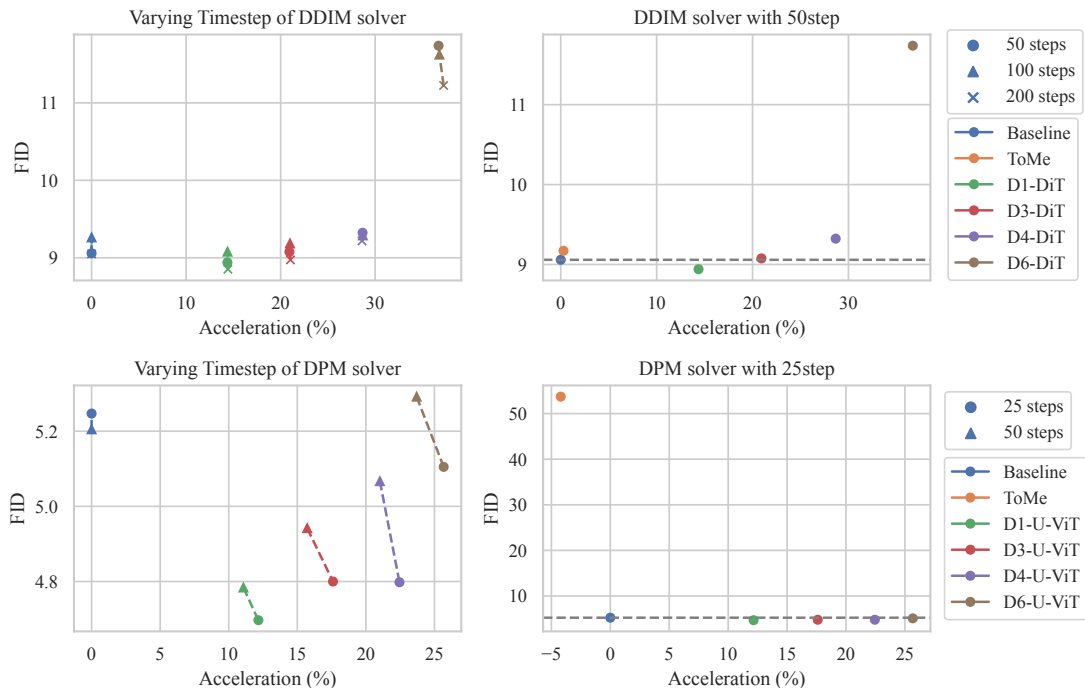 Varying Timestep of DDIM solver
FID
11
10
9
0
10
20
30
Acceleration (%)
DDIM solver with 50step
FID
11
10
9
0
10
20
30
Acceleration (%)
50 steps
100 steps
200 steps
Baseline
ToMe
D1-DiT
D3-DiT
D4-DiT
D6-DiT
Varying Timestep of DPM solver
FID
5.2
5.0
4.8
0
5
10
15
20
25
Acceleration (%)
DPM solver with 25step
FID
50
40
30
20
10
−5
0
5
10
15
20
25
Acceleration (%)
25 steps
50 steps
Baseline
ToMe
D1-U-ViT
D3-U-ViT
D4-U-ViT
D6-U-ViT